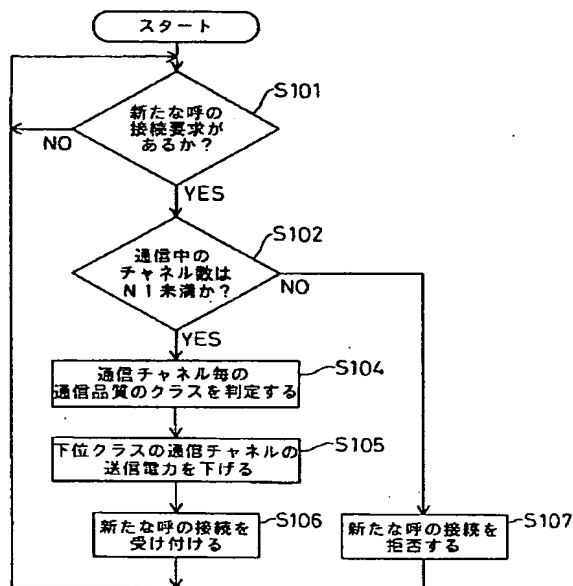 スタート
S101
新たな呼の
接続要求が
あるか?
NO
YES
S102
通信中の
チャネル数は
N1未満か?
NO
YES
S104
通信チャネル毎の
通信品質のクラスを判定する
S105
下位クラスの通信チャネルの
送信電力を下げる
S106
新たな呼の接続を
受け付ける
S107
新たな呼の接続を
拒否する